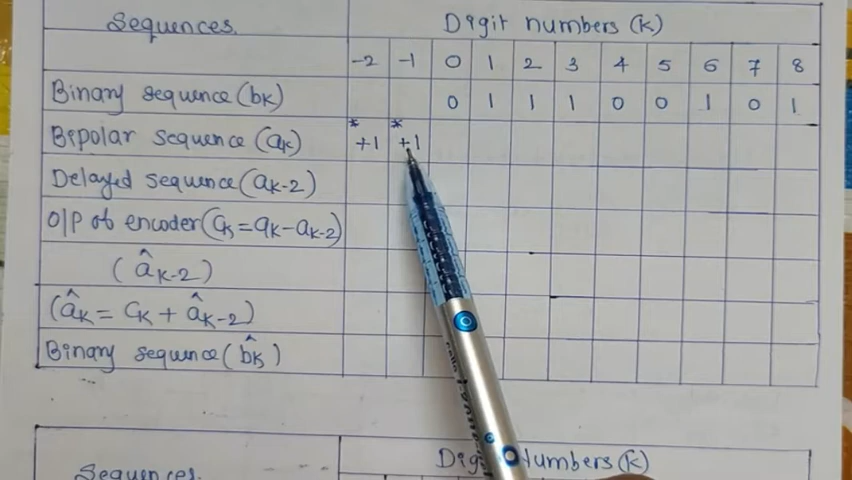 Sequences. Digit numbers (k)
-2 -1 0 1 2 3 4 5 6 7 8
Binary sequence (bk) 0 1 1 1 0 0 1 0 1
Bipolar sequence (ak) *+1 *+1
Delayed sequence (ak-2)
O/P of encoder (Ck = ak - ak-2)
(âk-2)
(âk = Ck + âk-2)
Binary sequence (b̂k)
Sequences. Digit Numbers (k)